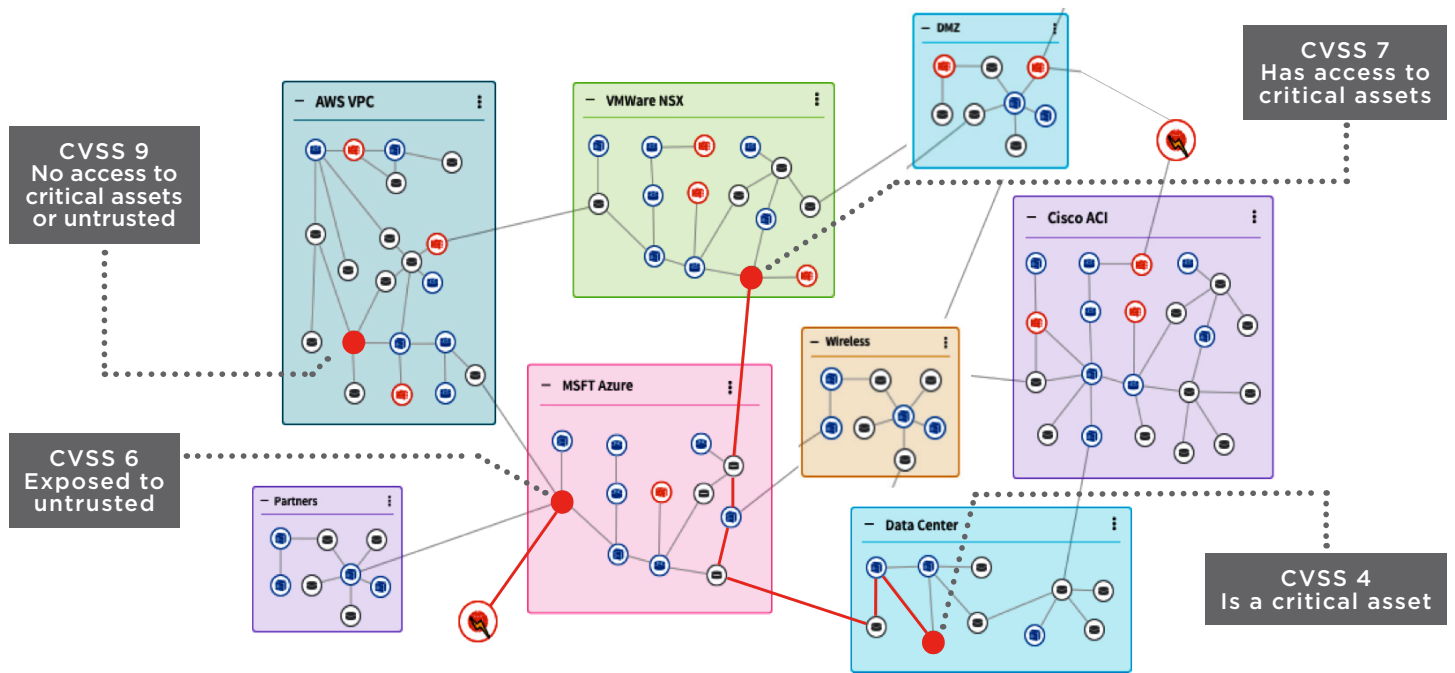 DMZ
CVSS 7
Has access to
critical assets
AWS VPC
VMWare NSX
CVSS 9
No access to
critical assets
or untrusted
Cisco ACI
Wireless
MSFT Azure
CVSS 6
Exposed to
untrusted
Partners
Data Center
CVSS 4
Is a critical asset